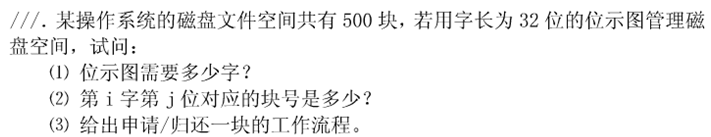 ///．某操作系统的磁盘文件空间共有 500 块，若用字长为 32 位的位示图管理磁
盘空间，试问：
⑴ 位示图需要多少字？
⑵ 第 i 字第 j 位对应的块号是多少？
⑶ 给出申请/归还一块的工作流程。